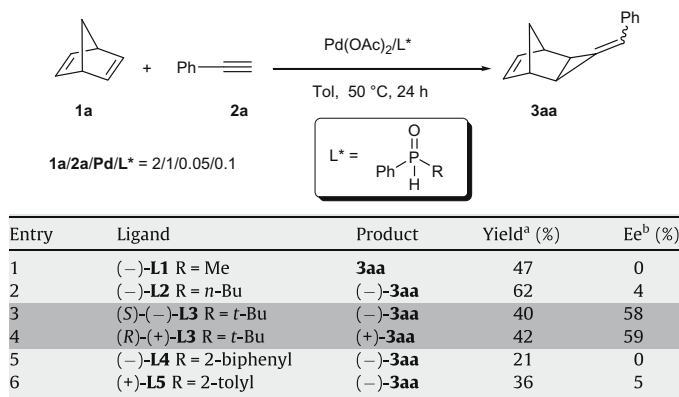 Ph
Pd(OAc)₂/L*
+
Ph
Tol, 50 °C, 24 h
1a
2a
3aa
1a/2a/Pd/L* = 2/1/0.05/0.1
L* =
O
P
Ph
R
H
Entry Ligand Product Yieldᵃ (%) Eeᵇ (%)
1 (−)-L1 R = Me 3aa 47 0
2 (−)-L2 R = n-Bu (−)-3aa 62 4
3 (S)-(−)-L3 R = t-Bu (−)-3aa 40 58
4 (R)-(+)-L3 R = t-Bu (+)-3aa 42 59
5 (−)-L4 R = 2-biphenyl (−)-3aa 21 0
6 (+)-L5 R = 2-tolyl (−)-3aa 36 5